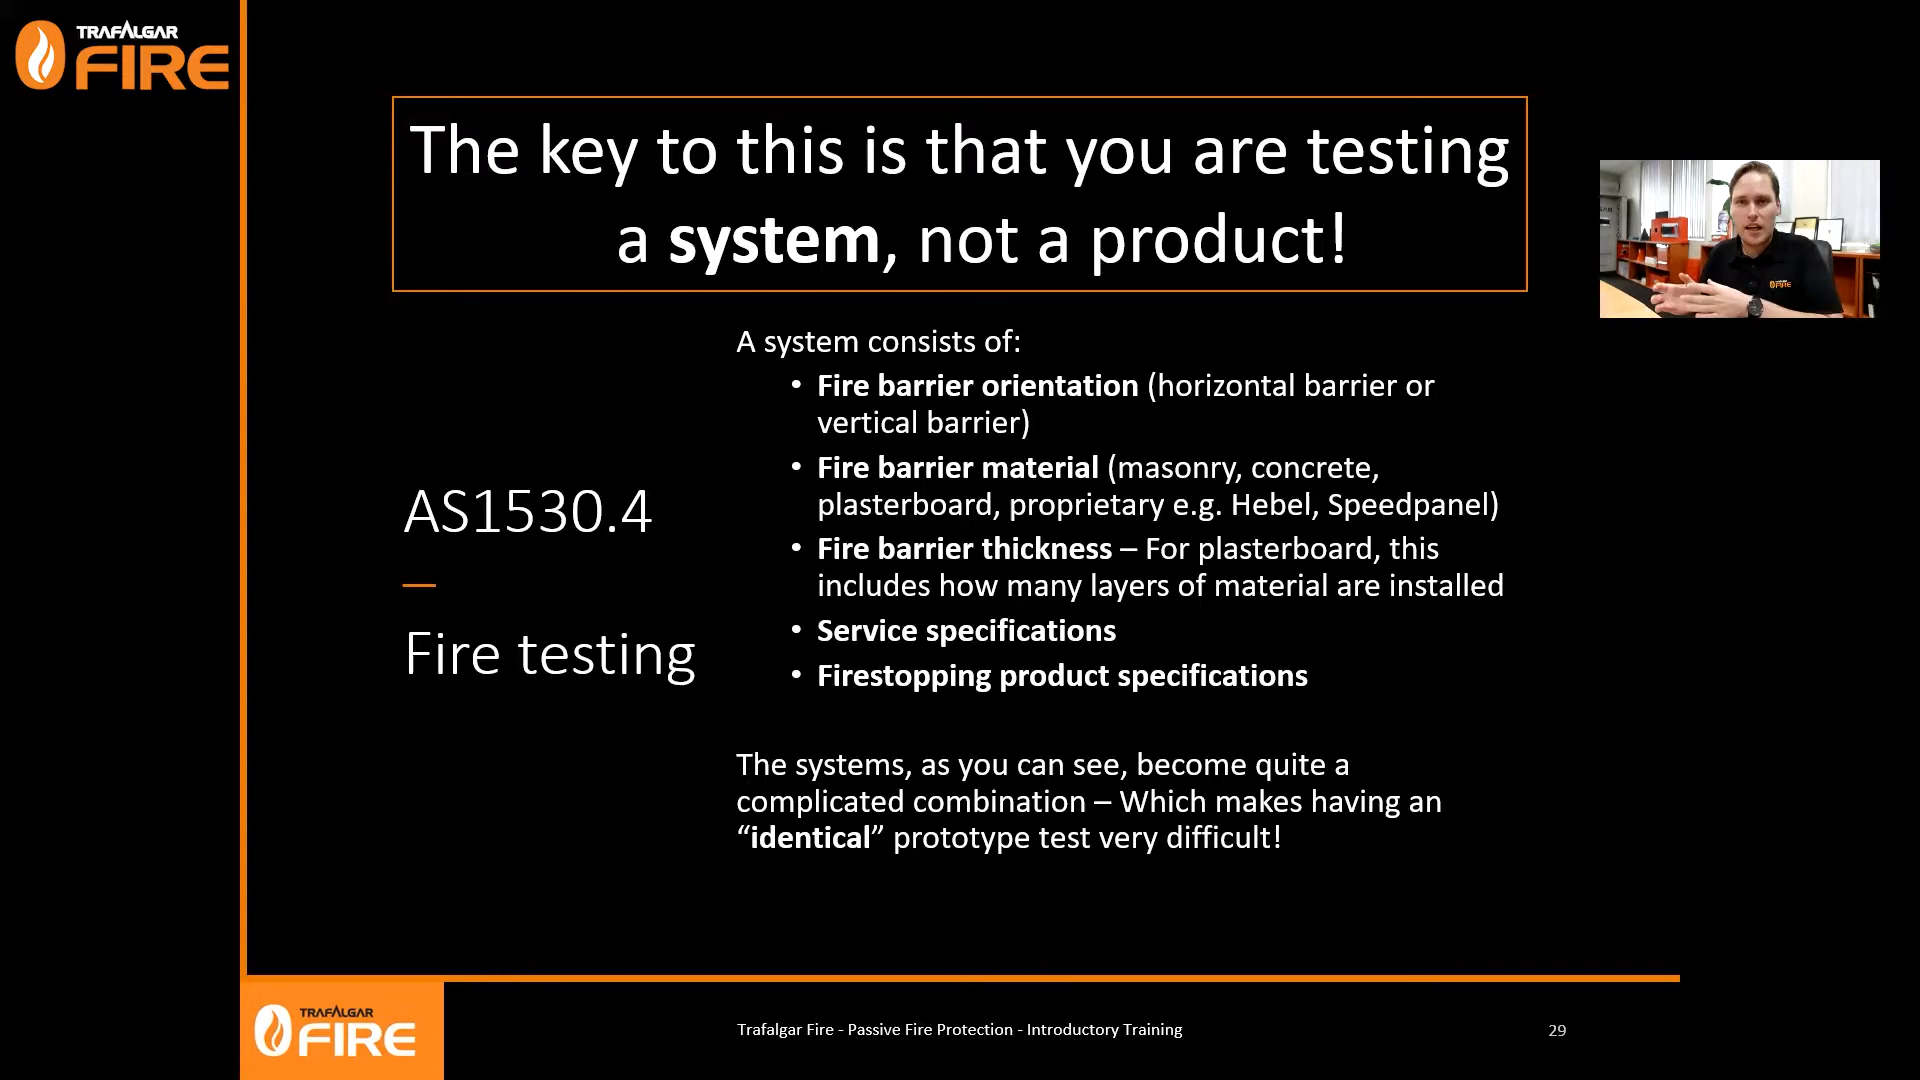 TRAFALGAR
FIRE
The key to this is that you are testing
a system, not a product!
AS1530.4
–
Fire testing
A system consists of:
• Fire barrier orientation (horizontal barrier or
vertical barrier)
• Fire barrier material (masonry, concrete,
plasterboard, proprietary e.g. Hebel, Speedpanel)
• Fire barrier thickness – For plasterboard, this
includes how many layers of material are installed
• Service specifications
• Firestopping product specifications
The systems, as you can see, become quite a
complicated combination – Which makes having an
“identical” prototype test very difficult!
FIRE
TRAFALGAR
FIRE
Trafalgar Fire - Passive Fire Protection - Introductory Training
29